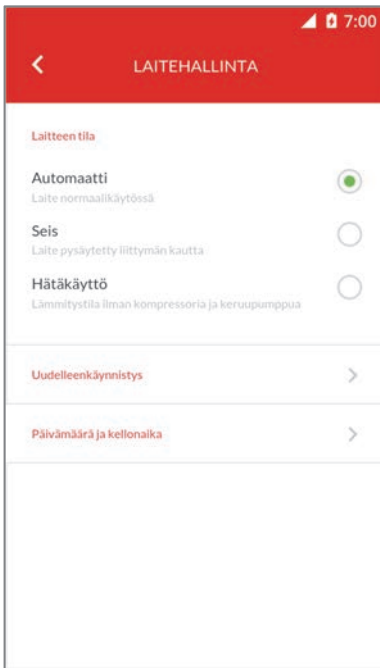 7:00
LAITEHALLINTA
Laitteen tila
Automaatti
Laite normaalikäytössä
Seis
Laite pysäytetty liittymän kautta
Hätäkäyttö
Lämmitystila ilman kompressoria ja keruupumppua
Uudelleenkäynnistys
Päivämäärä ja kellonaika